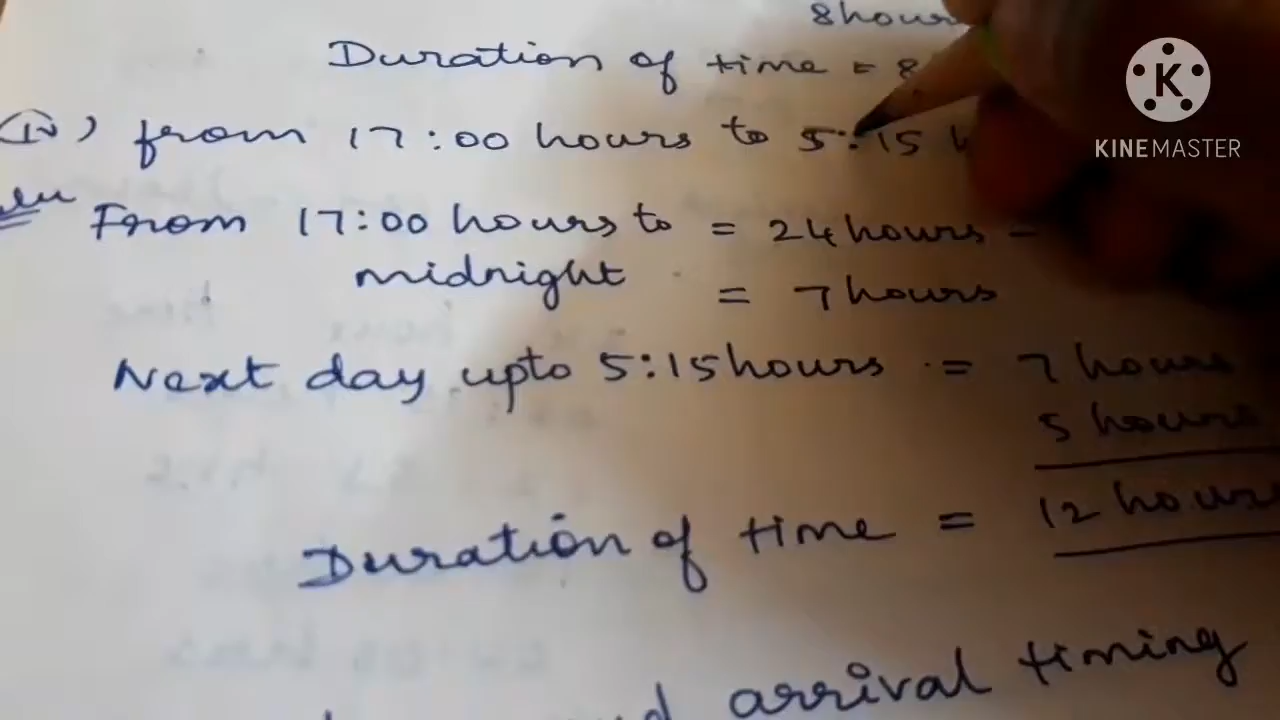 8hours
Duration of time = 8
(iv) from 17:00 hours to 5:15 h
From 17:00 hours to = 24 hours -
midnight = 7 hours
Next day upto 5:15hours = 7 hours
5 hours
Duration of time = 12 hours
arrival timing
K
KINEMASTER